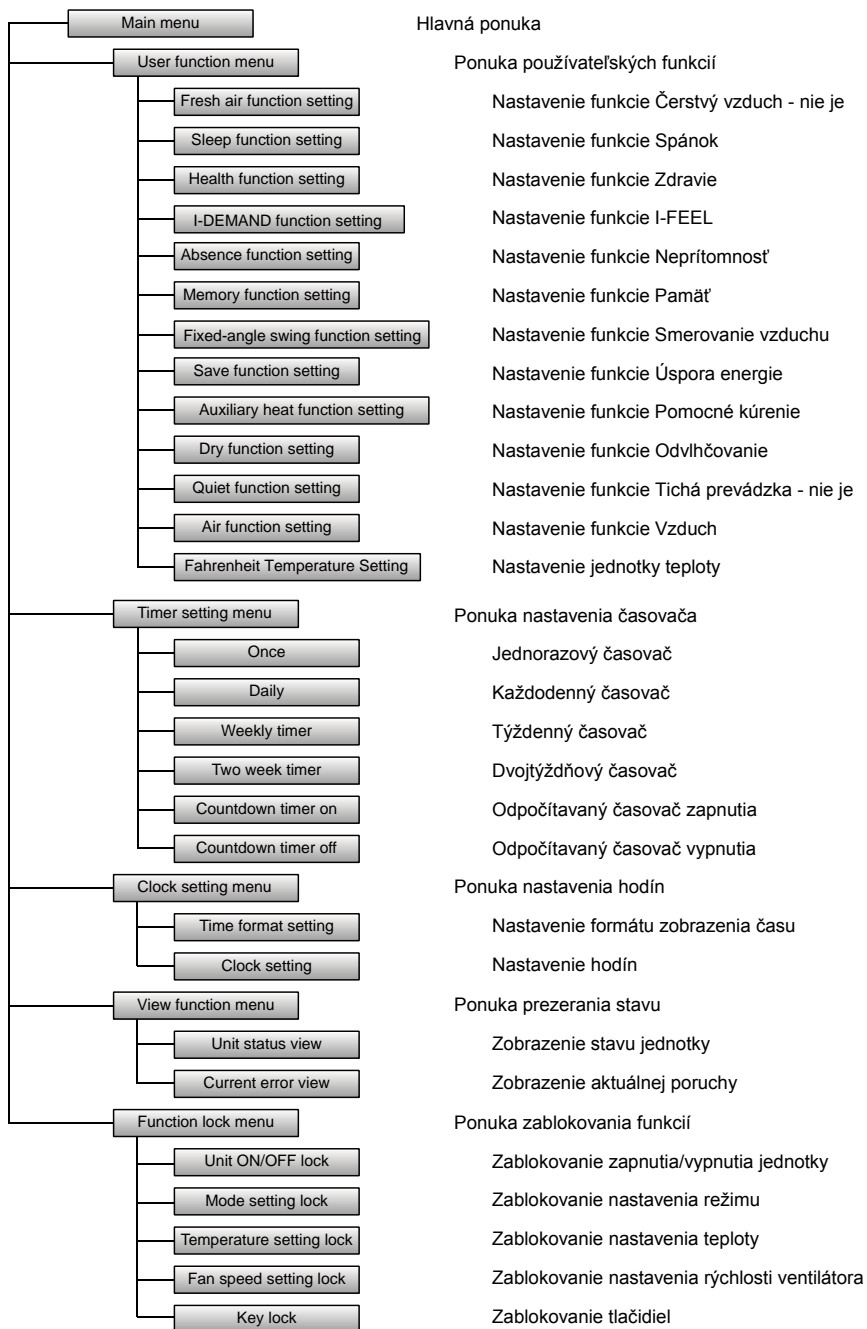 Main menu Hlavná ponuka
User function menu Ponuka používateľských funkcií
Fresh air function setting Nastavenie funkcie Čerstvý vzduch - nie je
Sleep function setting Nastavenie funkcie Spánok
Health function setting Nastavenie funkcie Zdravie
I-DEMAND function setting Nastavenie funkcie I-FEEL
Absence function setting Nastavenie funkcie Neprítomnosť
Memory function setting Nastavenie funkcie Pamäť
Fixed-angle swing function setting Nastavenie funkcie Smerovanie vzduchu
Save function setting Nastavenie funkcie Úspora energie
Auxiliary heat function setting Nastavenie funkcie Pomocné kúrenie
Dry function setting Nastavenie funkcie Odvlhčovanie
Quiet function setting Nastavenie funkcie Tichá prevádzka - nie je
Air function setting Nastavenie funkcie Vzduch
Fahrenheit Temperature Setting Nastavenie jednotky teploty
Timer setting menu Ponuka nastavenia časovača
Once Jednorazový časovač
Daily Každodenný časovač
Weekly timer Týždenný časovač
Two week timer Dvojtýždňový časovač
Countdown timer on Odpočítavaný časovač zapnutia
Countdown timer off Odpočítavaný časovač vypnutia
Clock setting menu Ponuka nastavenia hodín
Time format setting Nastavenie formátu zobrazenia času
Clock setting Nastavenie hodín
View function menu Ponuka prezerania stavu
Unit status view Zobrazenie stavu jednotky
Current error view Zobrazenie aktuálnej poruchy
Function lock menu Ponuka zablokovania funkcií
Unit ON/OFF lock Zablokovanie zapnutia/vypnutia jednotky
Mode setting lock Zablokovanie nastavenia režimu
Temperature setting lock Zablokovanie nastavenia teploty
Fan speed setting lock Zablokovanie nastavenia rýchlosti ventilátora
Key lock Zablokovanie tlačidiel